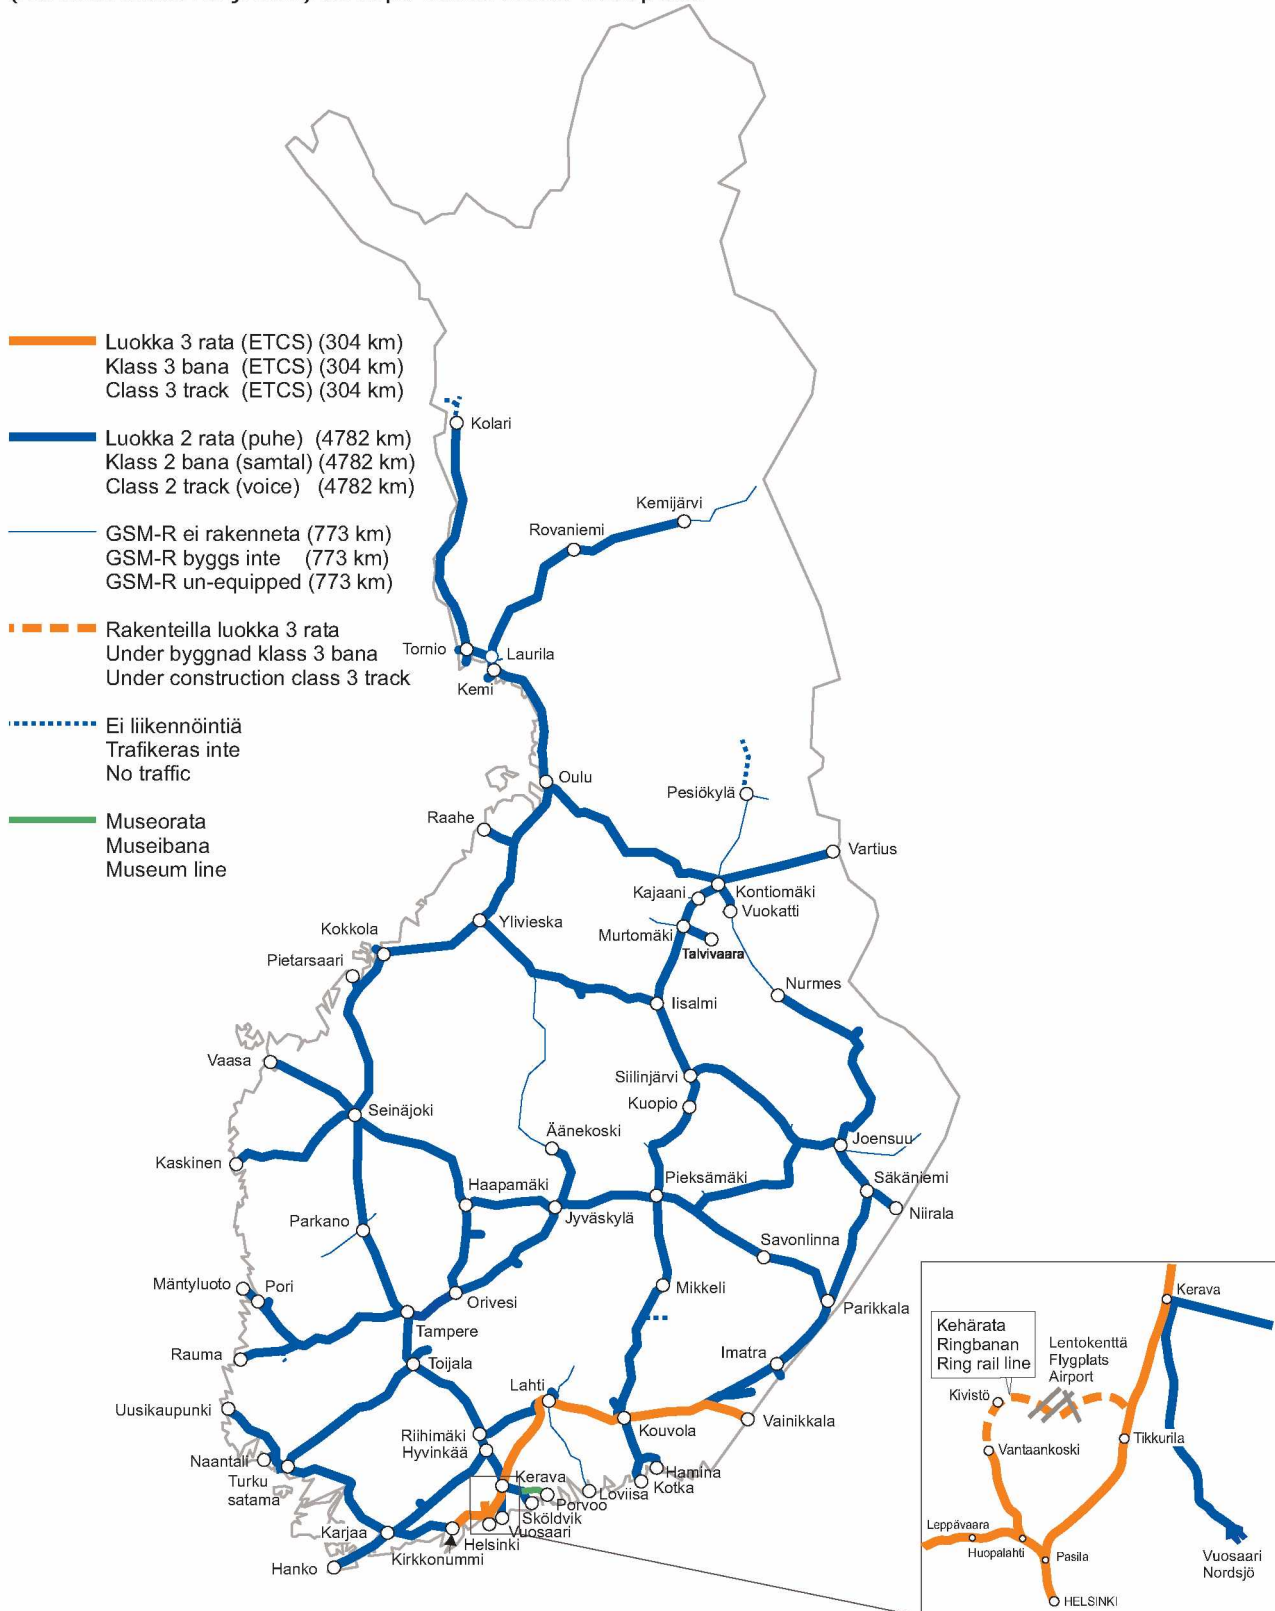 Luokka 3 rata (ETCS) (304 km)
Klass 3 bana (ETCS) (304 km)
Class 3 track (ETCS) (304 km)
Luokka 2 rata (puhe) (4782 km)
Klass 2 bana (samtal) (4782 km)
Class 2 track (voice) (4782 km)
GSM-R ei rakenneta (773 km)
GSM-R byggs inte (773 km)
GSM-R un-equipped (773 km)
Rakenteilla luokka 3 rata
Under byggnad klass 3 bana
Under construction class 3 track
Ei liikennöintiä
Trafikeras inte
No traffic
Museorata
Museibana
Museum line
Kolari
Kemijärvi
Rovaniemi
Tornio
Laurila
Kemi
Oulu
Pesiökylä
Raahe
Vartius
Kajaani
Kontiomäki
Vuokatti
Ylivieska
Kokkola
Murtomäki
Talvivaara
Pietarsaari
Nurmes
Iisalmi
Vaasa
Siilinjärvi
Kuopio
Seinäjoki
Äänekoski
Joensuu
Kaskinen
Haapamäki
Pieksämäki
Säkäniemi
Niirala
Parkano
Jyväskylä
Savonlinna
Mäntyluoto
Pori
Mikkeli
Orivesi
Parikkala
Tampere
Rauma
Toijala
Imatra
Lahti
Uusikaupunki
Vainikkala
Kouvola
Riihimäki
Hyvinkää
Naantali
Turku
satama
Kerava
Hamina
Kotka
Loviisa
Porvoo
Sköldvik
Vuosaari
Karjaa
Helsinki
Kirkkonummi
Hanko
Kerava
Kehärata
Ringbanan
Ring rail line
Lentokenttä
Flygplats
Airport
Kivistö
Tikkurila
Vantaankoski
Leppävaara
Huopalahti
Pasila
Vuosaari
Nordsjö
HELSINKI